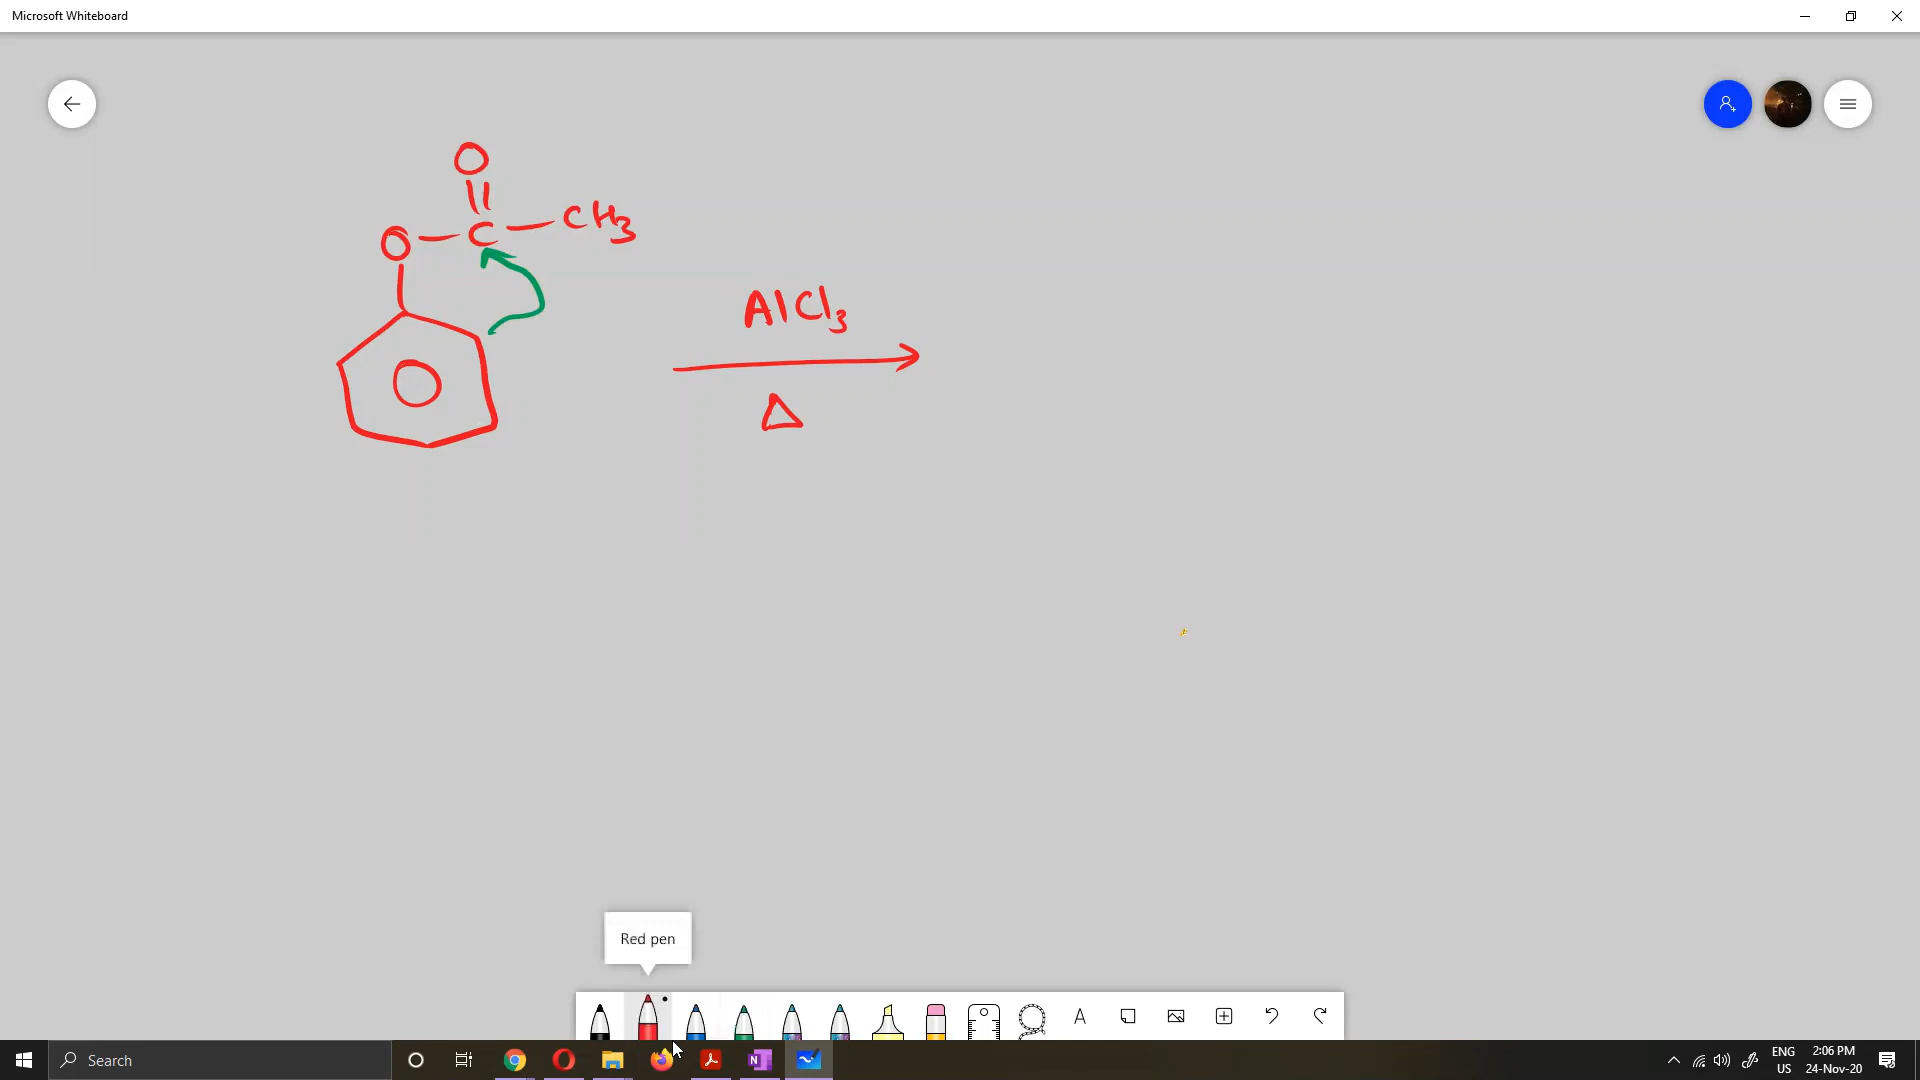 Microsoft Whiteboard
O
O - C - CH3
AlCl3
Δ
Red pen
A
Search
N
ENG
US
2:06 PM
24-Nov-20